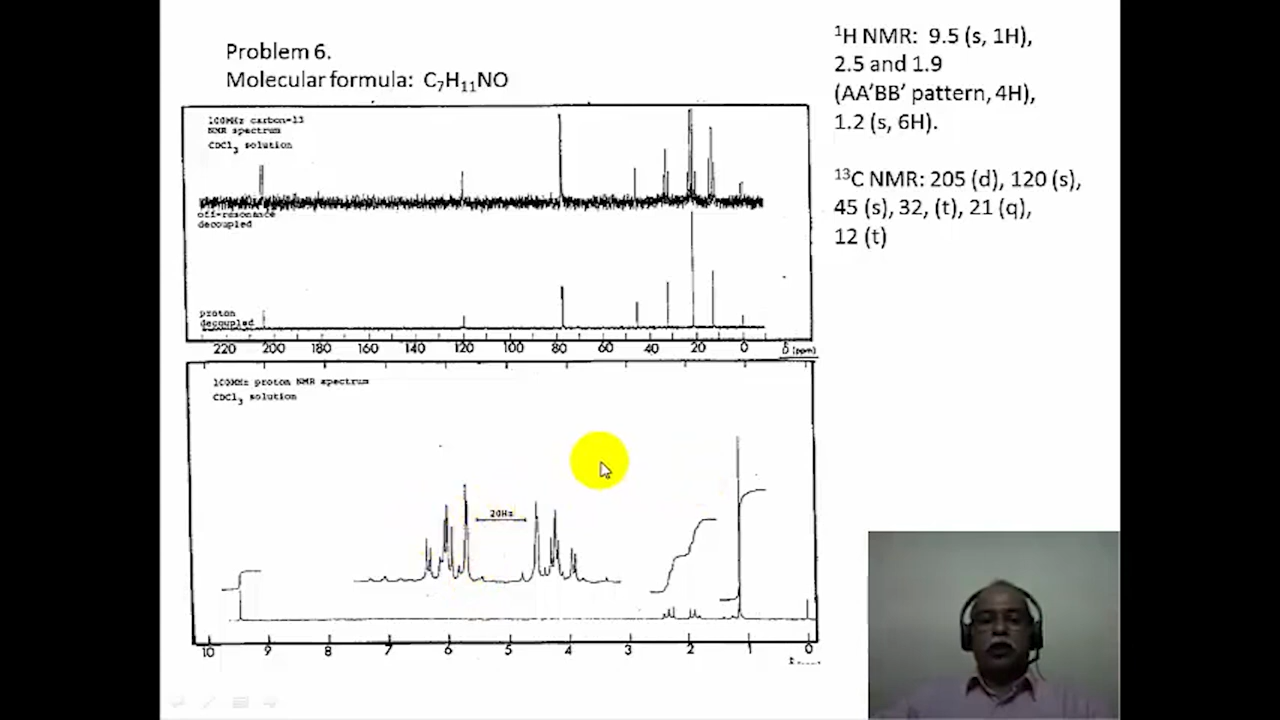 Problem 6.
Molecular formula: C₇H₁₁NO
100MHz carbon-13
NMR spectrum
CDCl₃ solution
off-resonance
decoupled
proton
decoupled
220 200 180 160 140 120 100 80 60 40 20 0 δ (ppm)
100MHz proton NMR spectrum
CDCl₃ solution
20Hz
10 9 8 7 6 5 4 3 2 1 0
¹H NMR: 9.5 (s, 1H),
2.5 and 1.9
(AA'BB' pattern, 4H),
1.2 (s, 6H).
¹³C NMR: 205 (d), 120 (s),
45 (s), 32, (t), 21 (q),
12 (t)